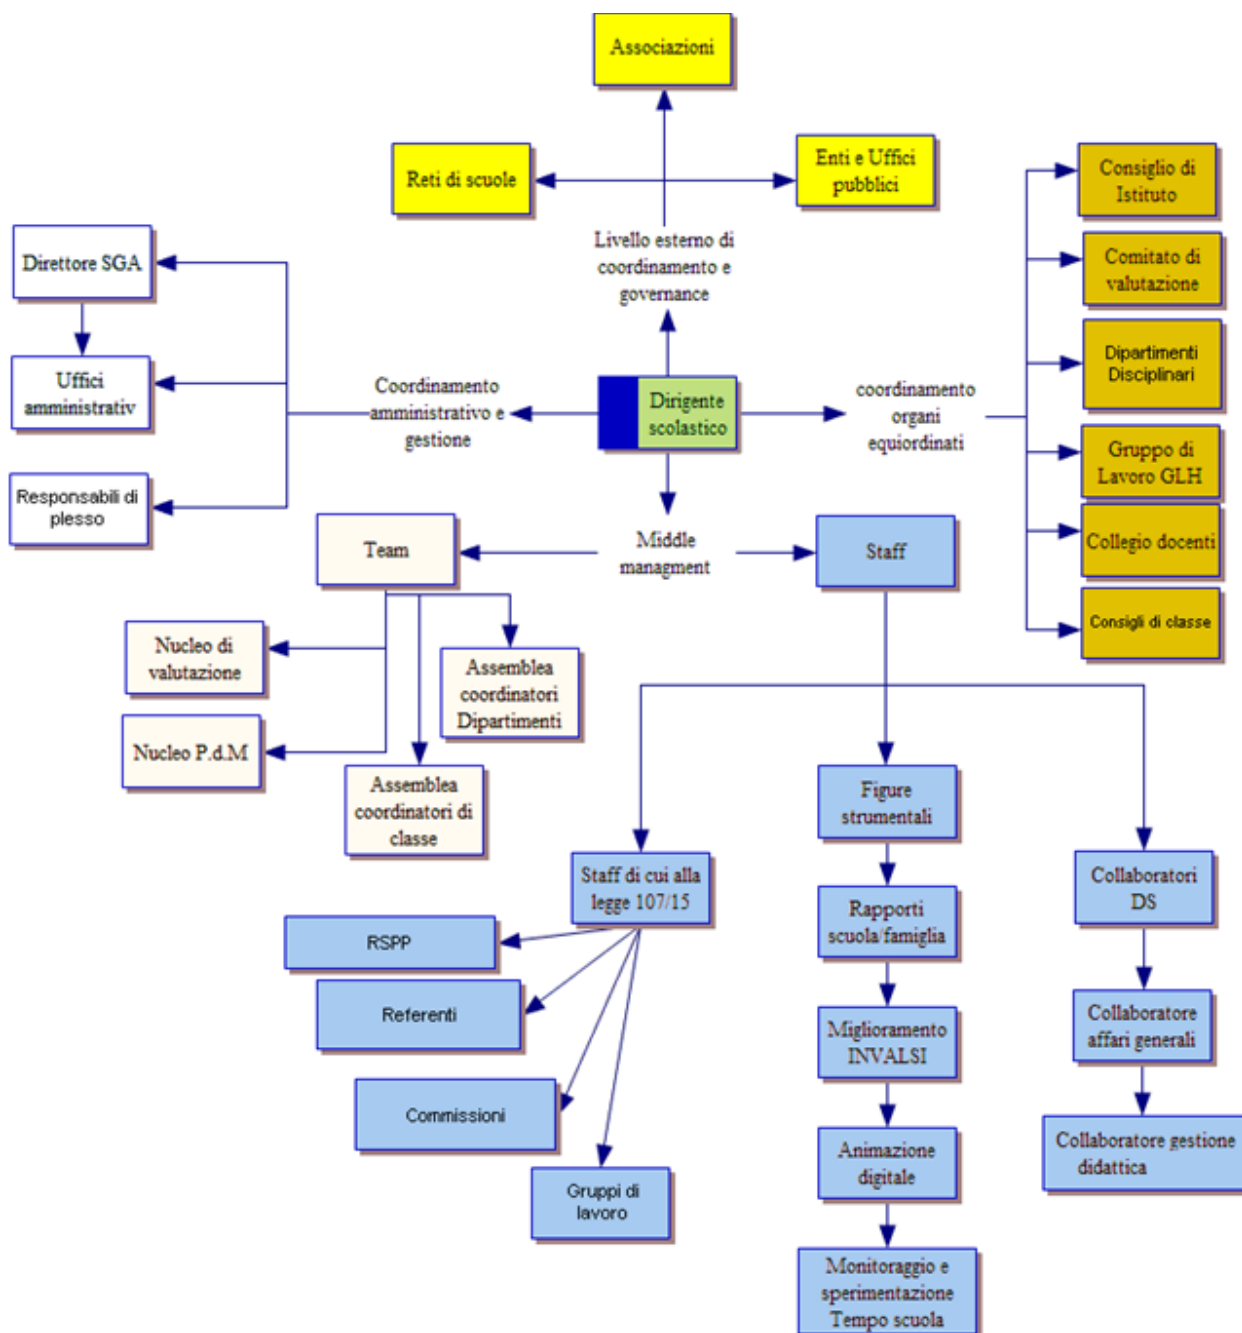 Associazioni
Reti di scuole
Enti e Uffici
pubblici
Livello esterno di
coordinamento e
governance
Consiglio di
Istituto
Comitato di
valutazione
Dipartimenti
Disciplinari
Gruppo di
Lavoro GLH
Collegio docenti
Consigli di classe
coordinamento
organi
equiordinati
Dirigente
scolastico
Coordinamento
amministrativo e
gestione
Direttore SGA
Uffici
amministrativ
Responsabili di
plesso
Middle
managment
Team
Staff
Nucleo di
valutazione
Nucleo P.d.M
Assemblea
coordinatori
Dipartimenti
Assemblea
coordinatori di
classe
Staff di cui alla
legge 107/15
RSPP
Referenti
Commissioni
Gruppi di
lavoro
Figure
strumentali
Rapporti
scuola/famiglia
Miglioramento
INVALSI
Animazione
digitale
Monitoraggio e
sperimentazione
Tempo scuola
Collaboratori
DS
Collaboratore
affari generali
Collaboratore gestione
didattica